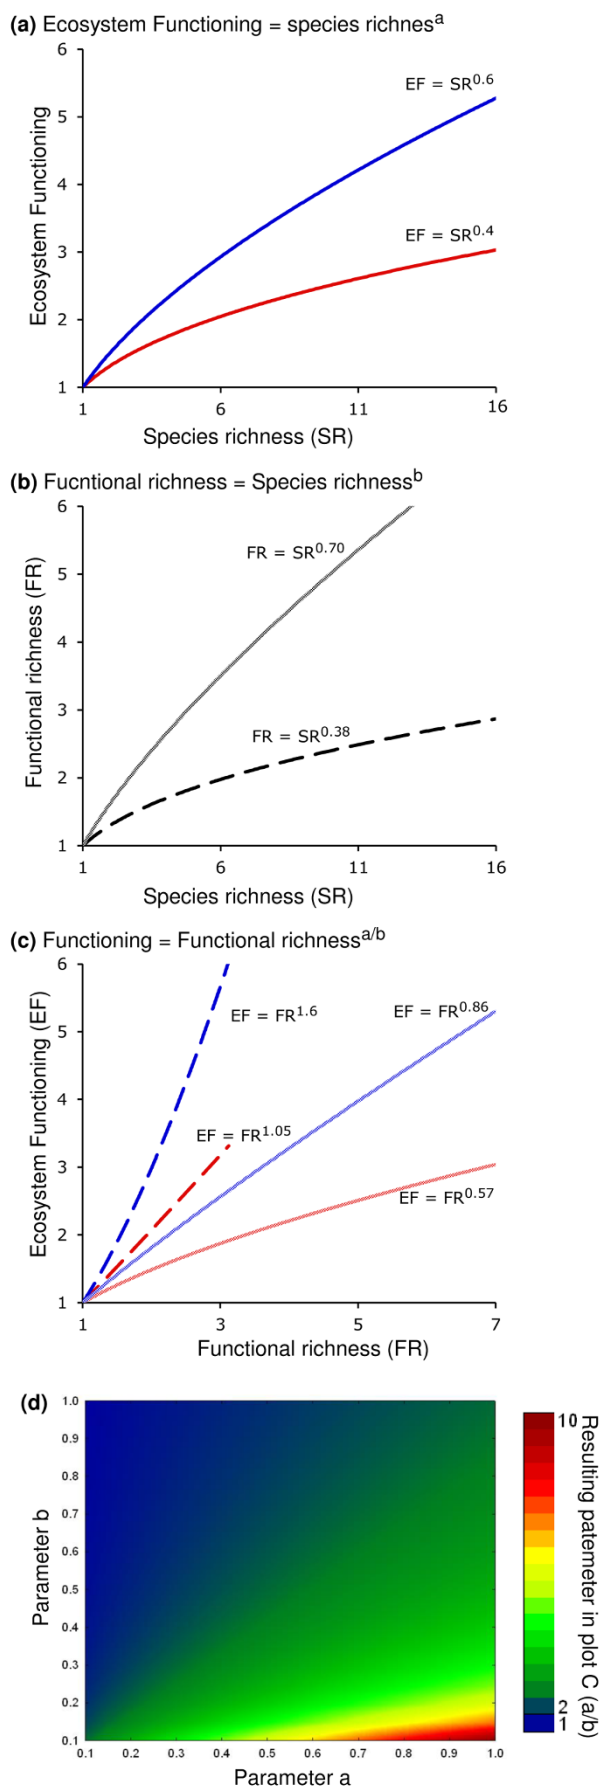 (a) Ecosystem Functioning = species richnes^a
6
EF = SR^0.6
5
4
EF = SR^0.4
3
2
1
Ecosystem Functioning
1 6 11 16
Species richness (SR)
(b) Fucntional richness = Species richness^b
6
FR = SR^0.70
5
4
3
FR = SR^0.38
2
1
Functional richness (FR)
1 6 11 16
Species richness (SR)
(c) Functioning = Functional richness^a/b
6
EF = FR^1.6
EF = FR^0.86
5
4
EF = FR^1.05
3
EF = FR^0.57
2
1
Ecosystem Functioning (EF)
1 3 5 7
Functional richness (FR)
(d)
1.0
0.9
0.8
0.7
0.6
0.5
0.4
0.3
0.2
0.1
Parameter b
0.1 0.2 0.3 0.4 0.5 0.6 0.7 0.8 0.9 1.0
Parameter a
10
2
1
Resulting patemeter in plot C (a/b)